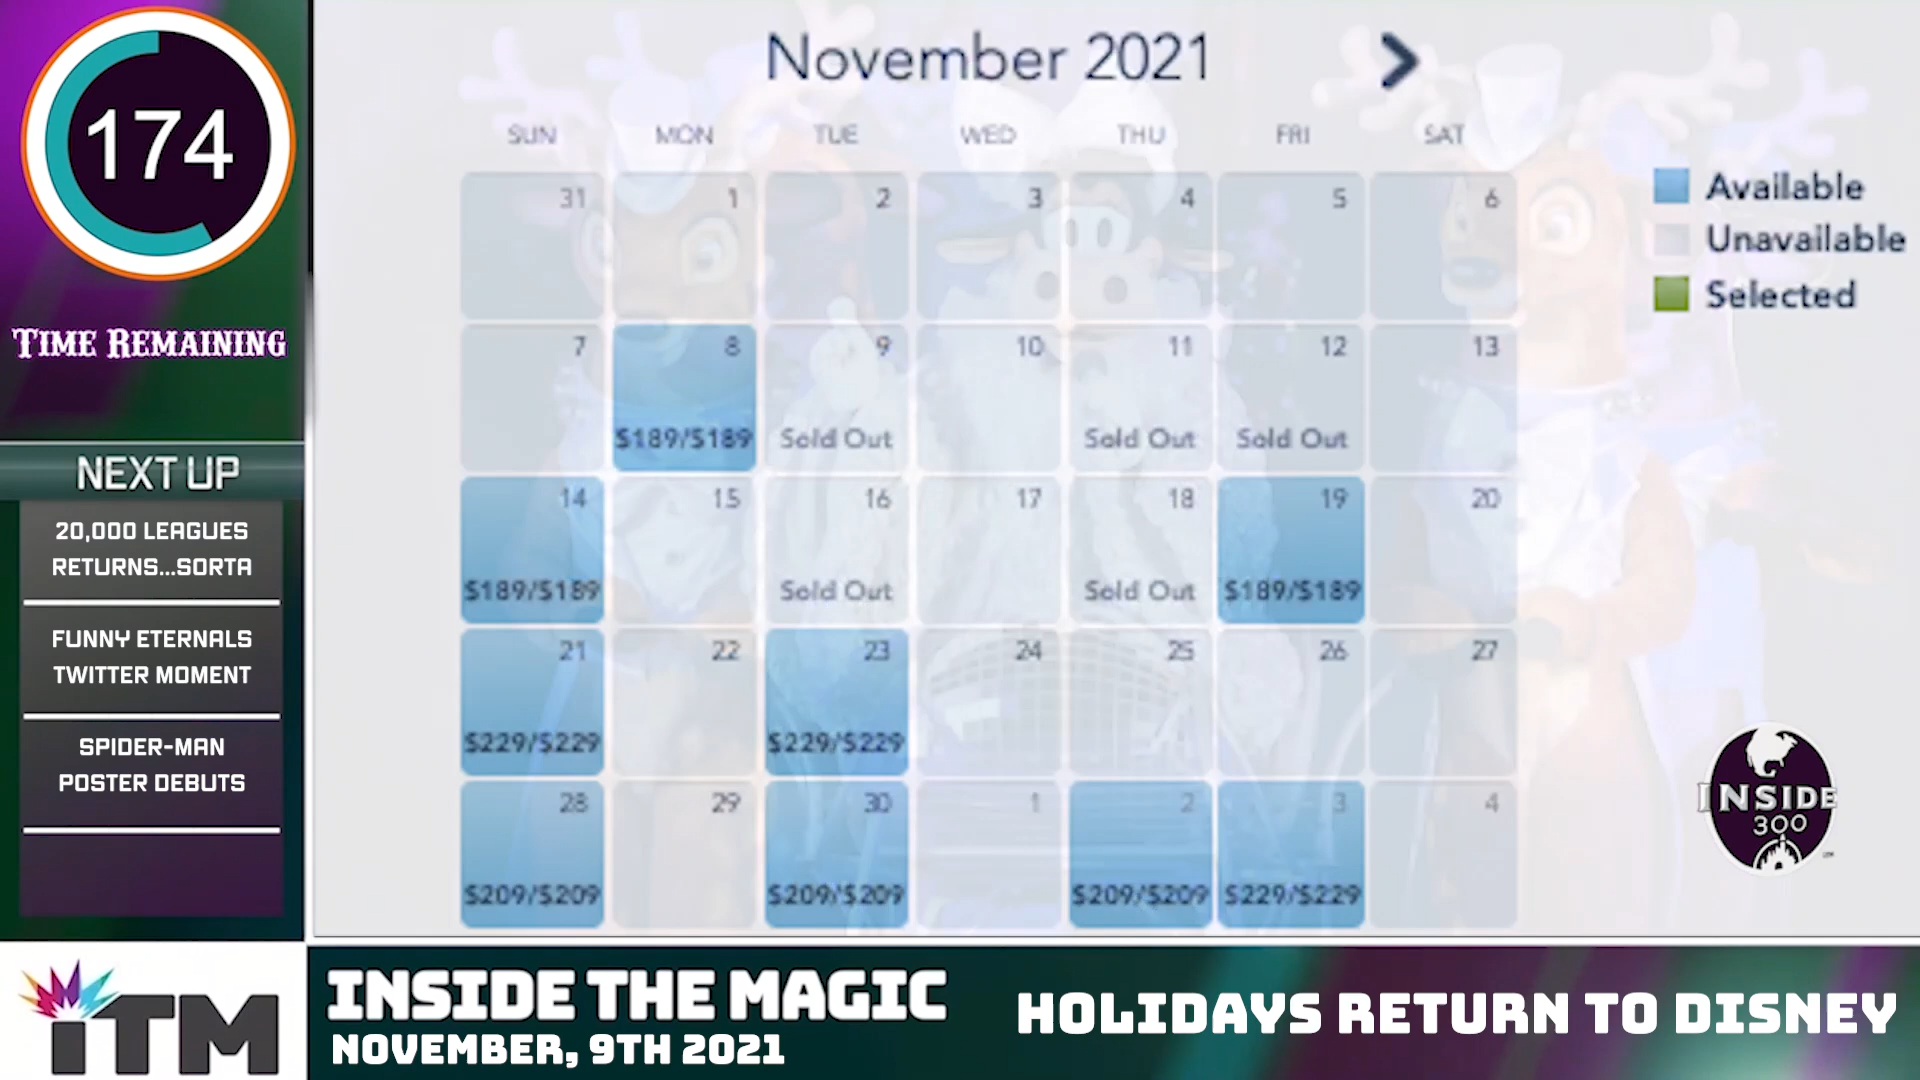 174
TIME REMAINING
NEXT UP
20,000 LEAGUES
RETURNS...SORTA
FUNNY ETERNALS
TWITTER MOMENT
SPIDER-MAN
POSTER DEBUTS
November 2021
SUN MON TUE WED THU FRI SAT
31 1 2 3 4 5 6
7 8 9 10 11 12 13
$189/$189 Sold Out Sold Out Sold Out
14 15 16 17 18 19 20
$189/$189 Sold Out Sold Out $189/$189
21 22 23 24 25 26 27
$229/$229 $229/$229
28 29 30 1 2 3 4
$209/$209 $209/$209 $209/$209 $229/$229
Available
Unavailable
Selected
INSIDE
300
iTM
INSIDE THE MAGIC
NOVEMBER, 9TH 2021
HOLIDAYS RETURN TO DISNEY